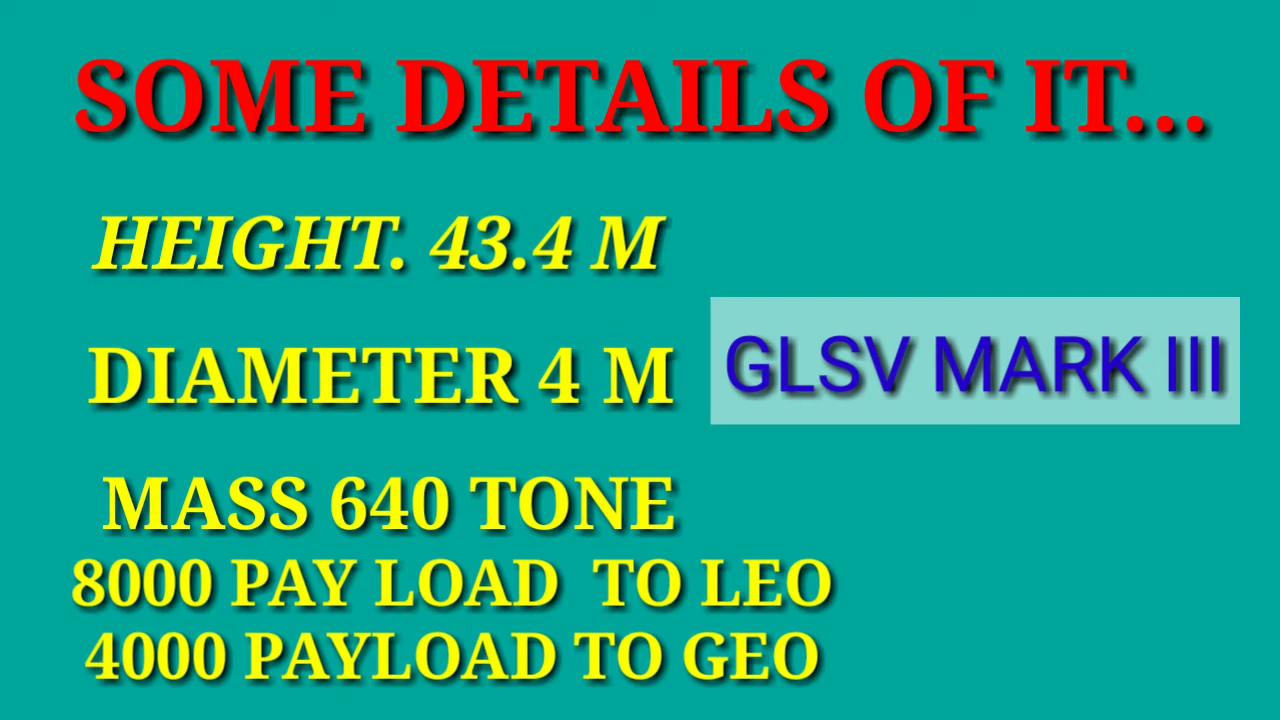 SOME DETAILS OF IT...
HEIGHT. 43.4 M
DIAMETER 4 M
GLSV MARK III
MASS 640 TONE
8000 PAY LOAD TO LEO
4000 PAYLOAD TO GEO